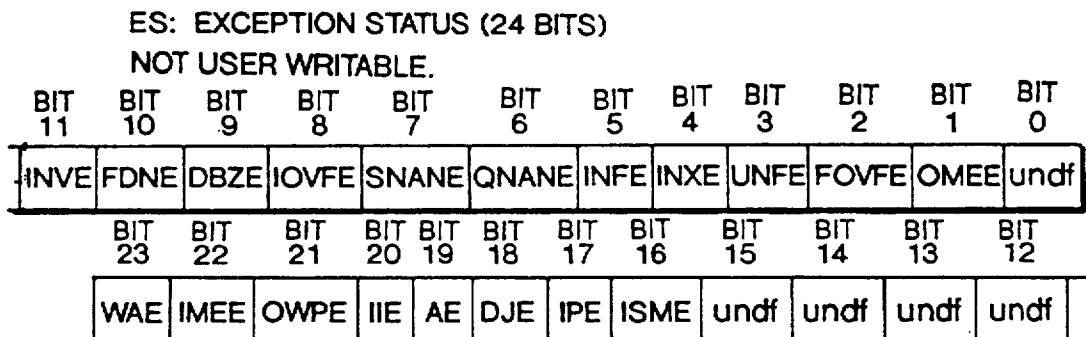 ES: EXCEPTION STATUS (24 BITS)
NOT USER WRITABLE.
BIT BIT BIT BIT BIT BIT BIT BIT BIT BIT BIT BIT
11 10 9 8 7 6 5 4 3 2 1 0
INVE FDNE DBZE IOVFE SNANE QNANE INFE INXE UNFE FOVFE OMEE undf
BIT BIT BIT BIT BIT BIT BIT BIT BIT BIT BIT BIT
23 22 21 20 19 18 17 16 15 14 13 12
WAE IMEE OWPE IIE AE DJE IPE ISME undf undf undf undf